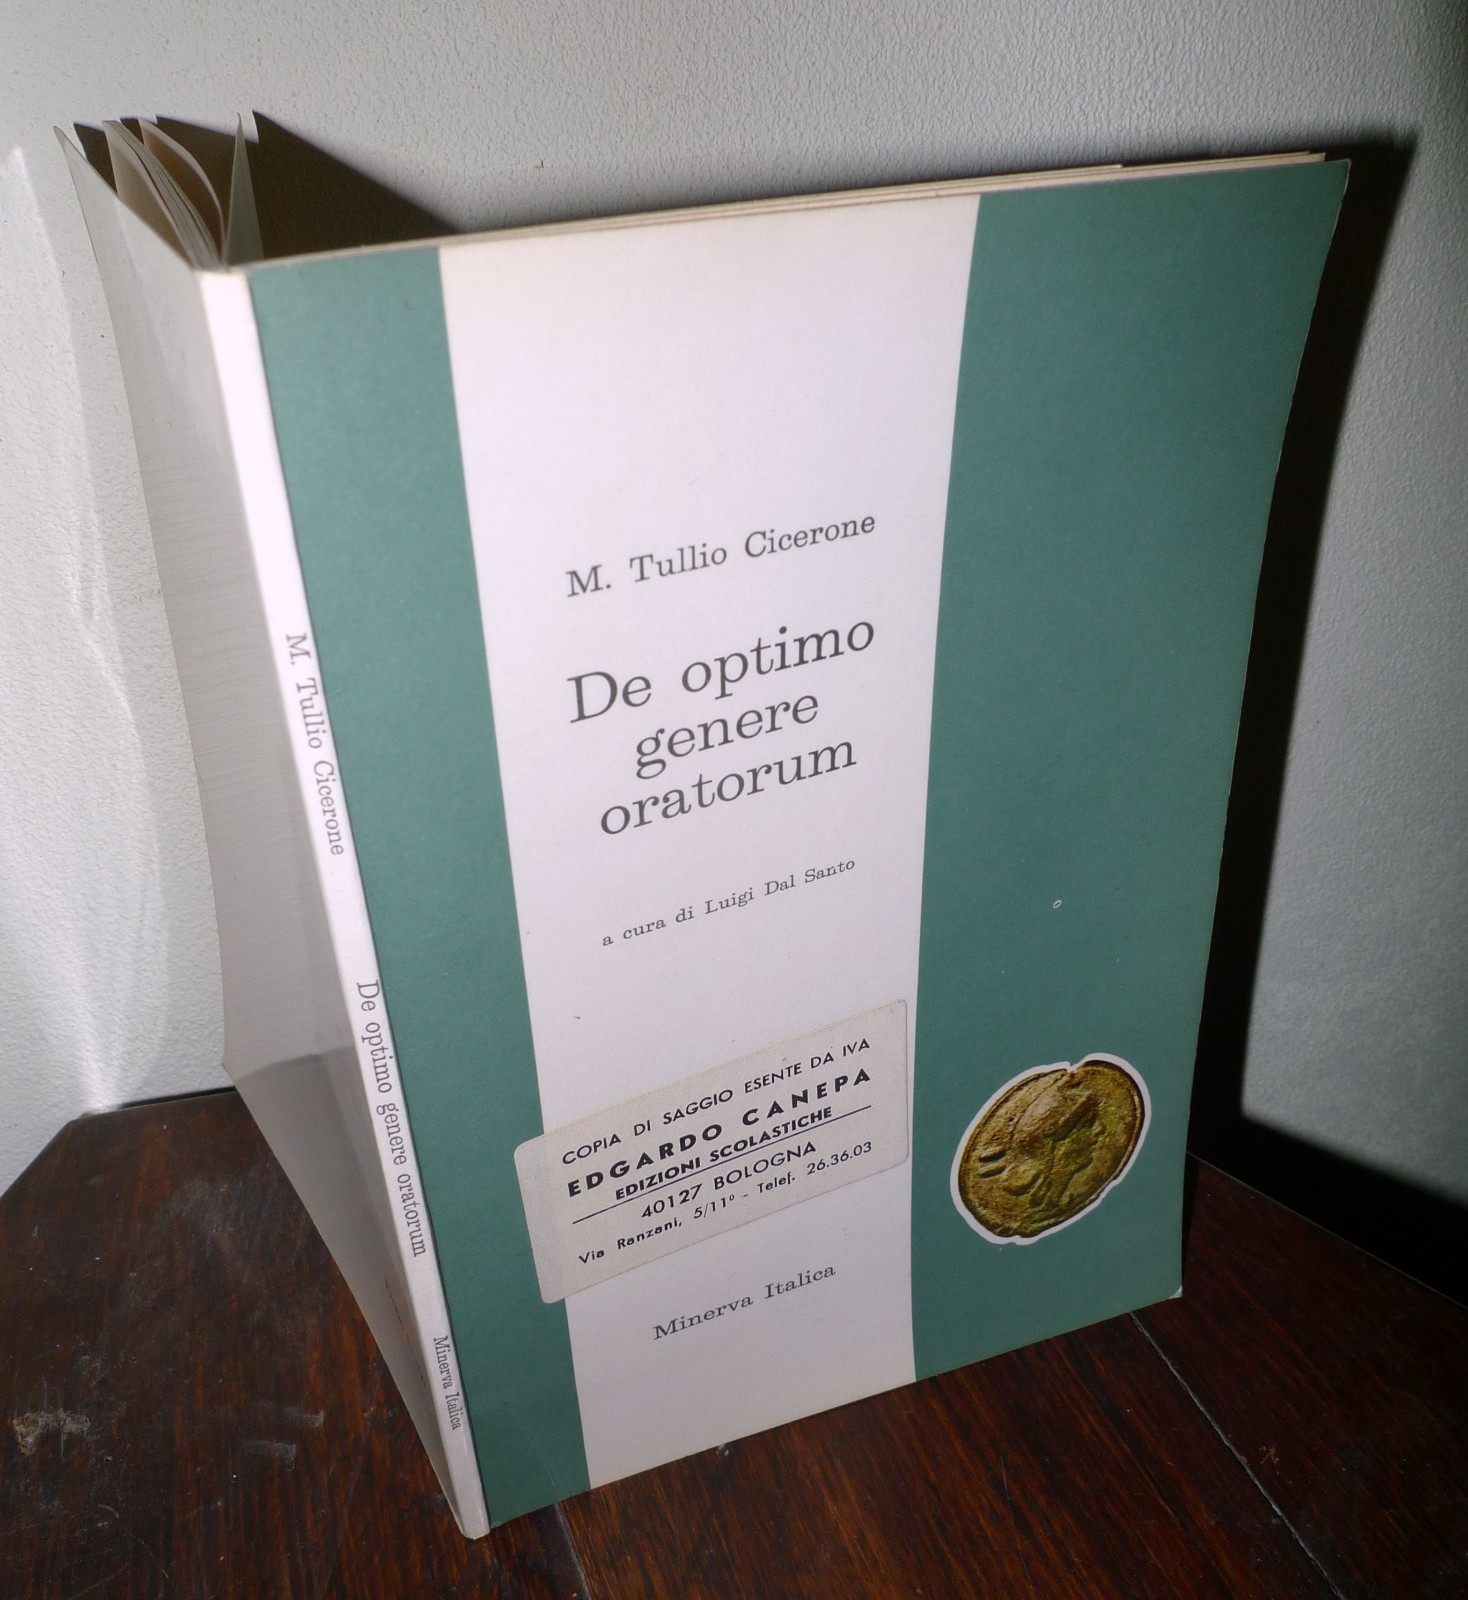 M. Tullio Cicerone
De optimo
genere
oratorum
a cura di Luigi Dal Santo
COPIA DI SAGGIO ESENTE DA IVA
EDGARDO CANEPA
EDIZIONI SCOLASTICHE
40127 BOLOGNA
Via Ranzani, 5/11° - Telef. 26.36.03
Minerva Italica
M. Tullio Cicerone De optimo genere oratorum Minerva Italica